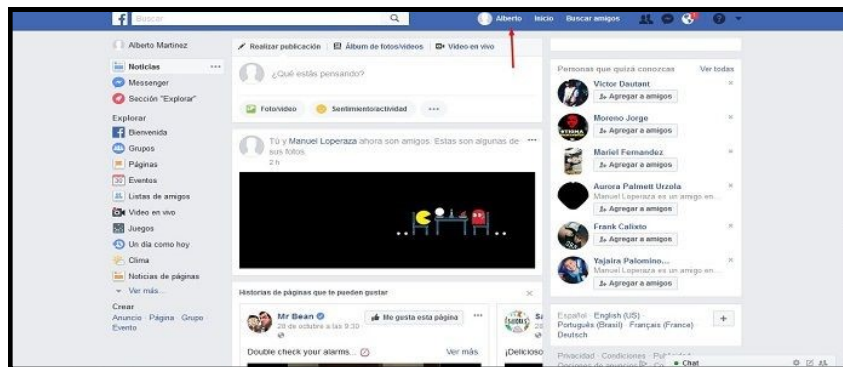 Buscar
Alberto Inicio Buscar amigos
Alberto Martinez
Noticias
Messenger
Sección "Explorar"
Explorar
Bienvenida
Grupos
Páginas
Eventos
Listas de amigos
Video en vivo
Juegos
Un día como hoy
Clima
Noticias de páginas
Ver más...
Crear
Anuncio · Página · Grupo ·
Evento
Realizar publicación
Álbum de fotos/videos
Video en vivo
¿Qué estás pensando?
Foto/video
Sentimiento/actividad
Tú y Manuel Loperaza ahora son amigos. Estas son algunas de
sus fotos.
2 h
Historias de páginas que te pueden gustar
Mr Bean
28 de octubre a las 9:30
Me gusta esta página
Double check your alarms...
Ver más
¡Delicioso
Personas que quizá conozcas
Ver todas
Victor Dautant
Agregar a amigos
Moreno Jorge
Agregar a amigos
Mariel Fernandez
Agregar a amigos
Aurora Palmett Urzola
Manuel Loperaza es un amigo en...
Agregar a amigos
Frank Calixto
Agregar a amigos
Yajaira Palomino...
Manuel Loperaza es un amigo en...
Agregar a amigos
Español · English (US) ·
Português (Brasil) · Français (France) ·
Deutsch
Privacidad · Condiciones
Chat